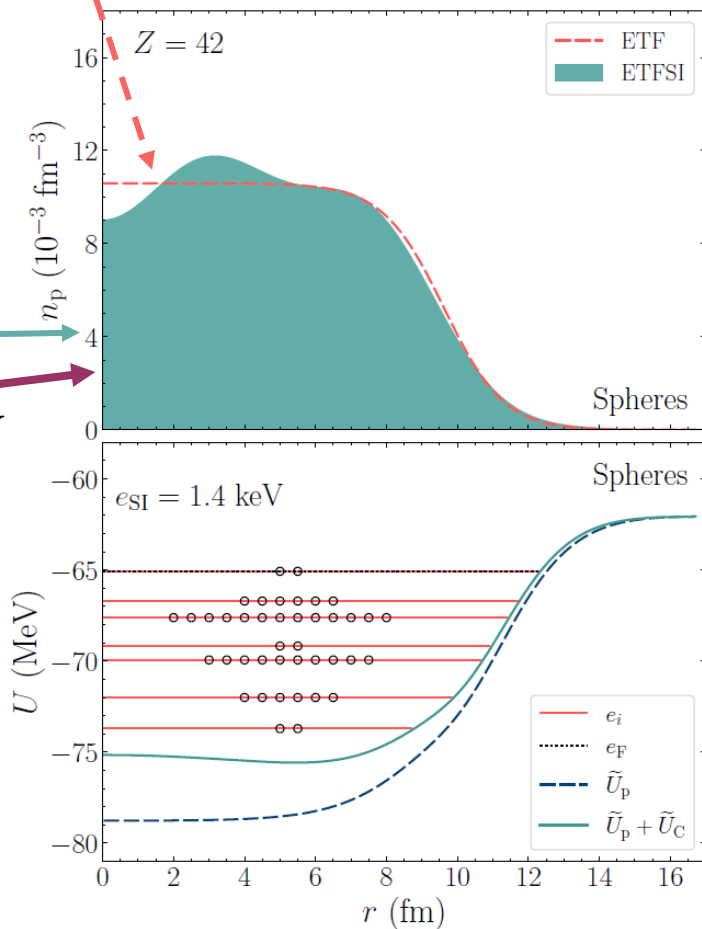 Z = 42
ETF
ETFSI
16
12
8
4
0
n_p (10⁻³ fm⁻³)
Spheres
Spheres
e_SI = 1.4 keV
−60
−65
−70
−75
−80
U (MeV)
e_i
e_F
Ũ_p
Ũ_p + Ũ_C
0 2 4 6 8 10 12 14 16
r (fm)